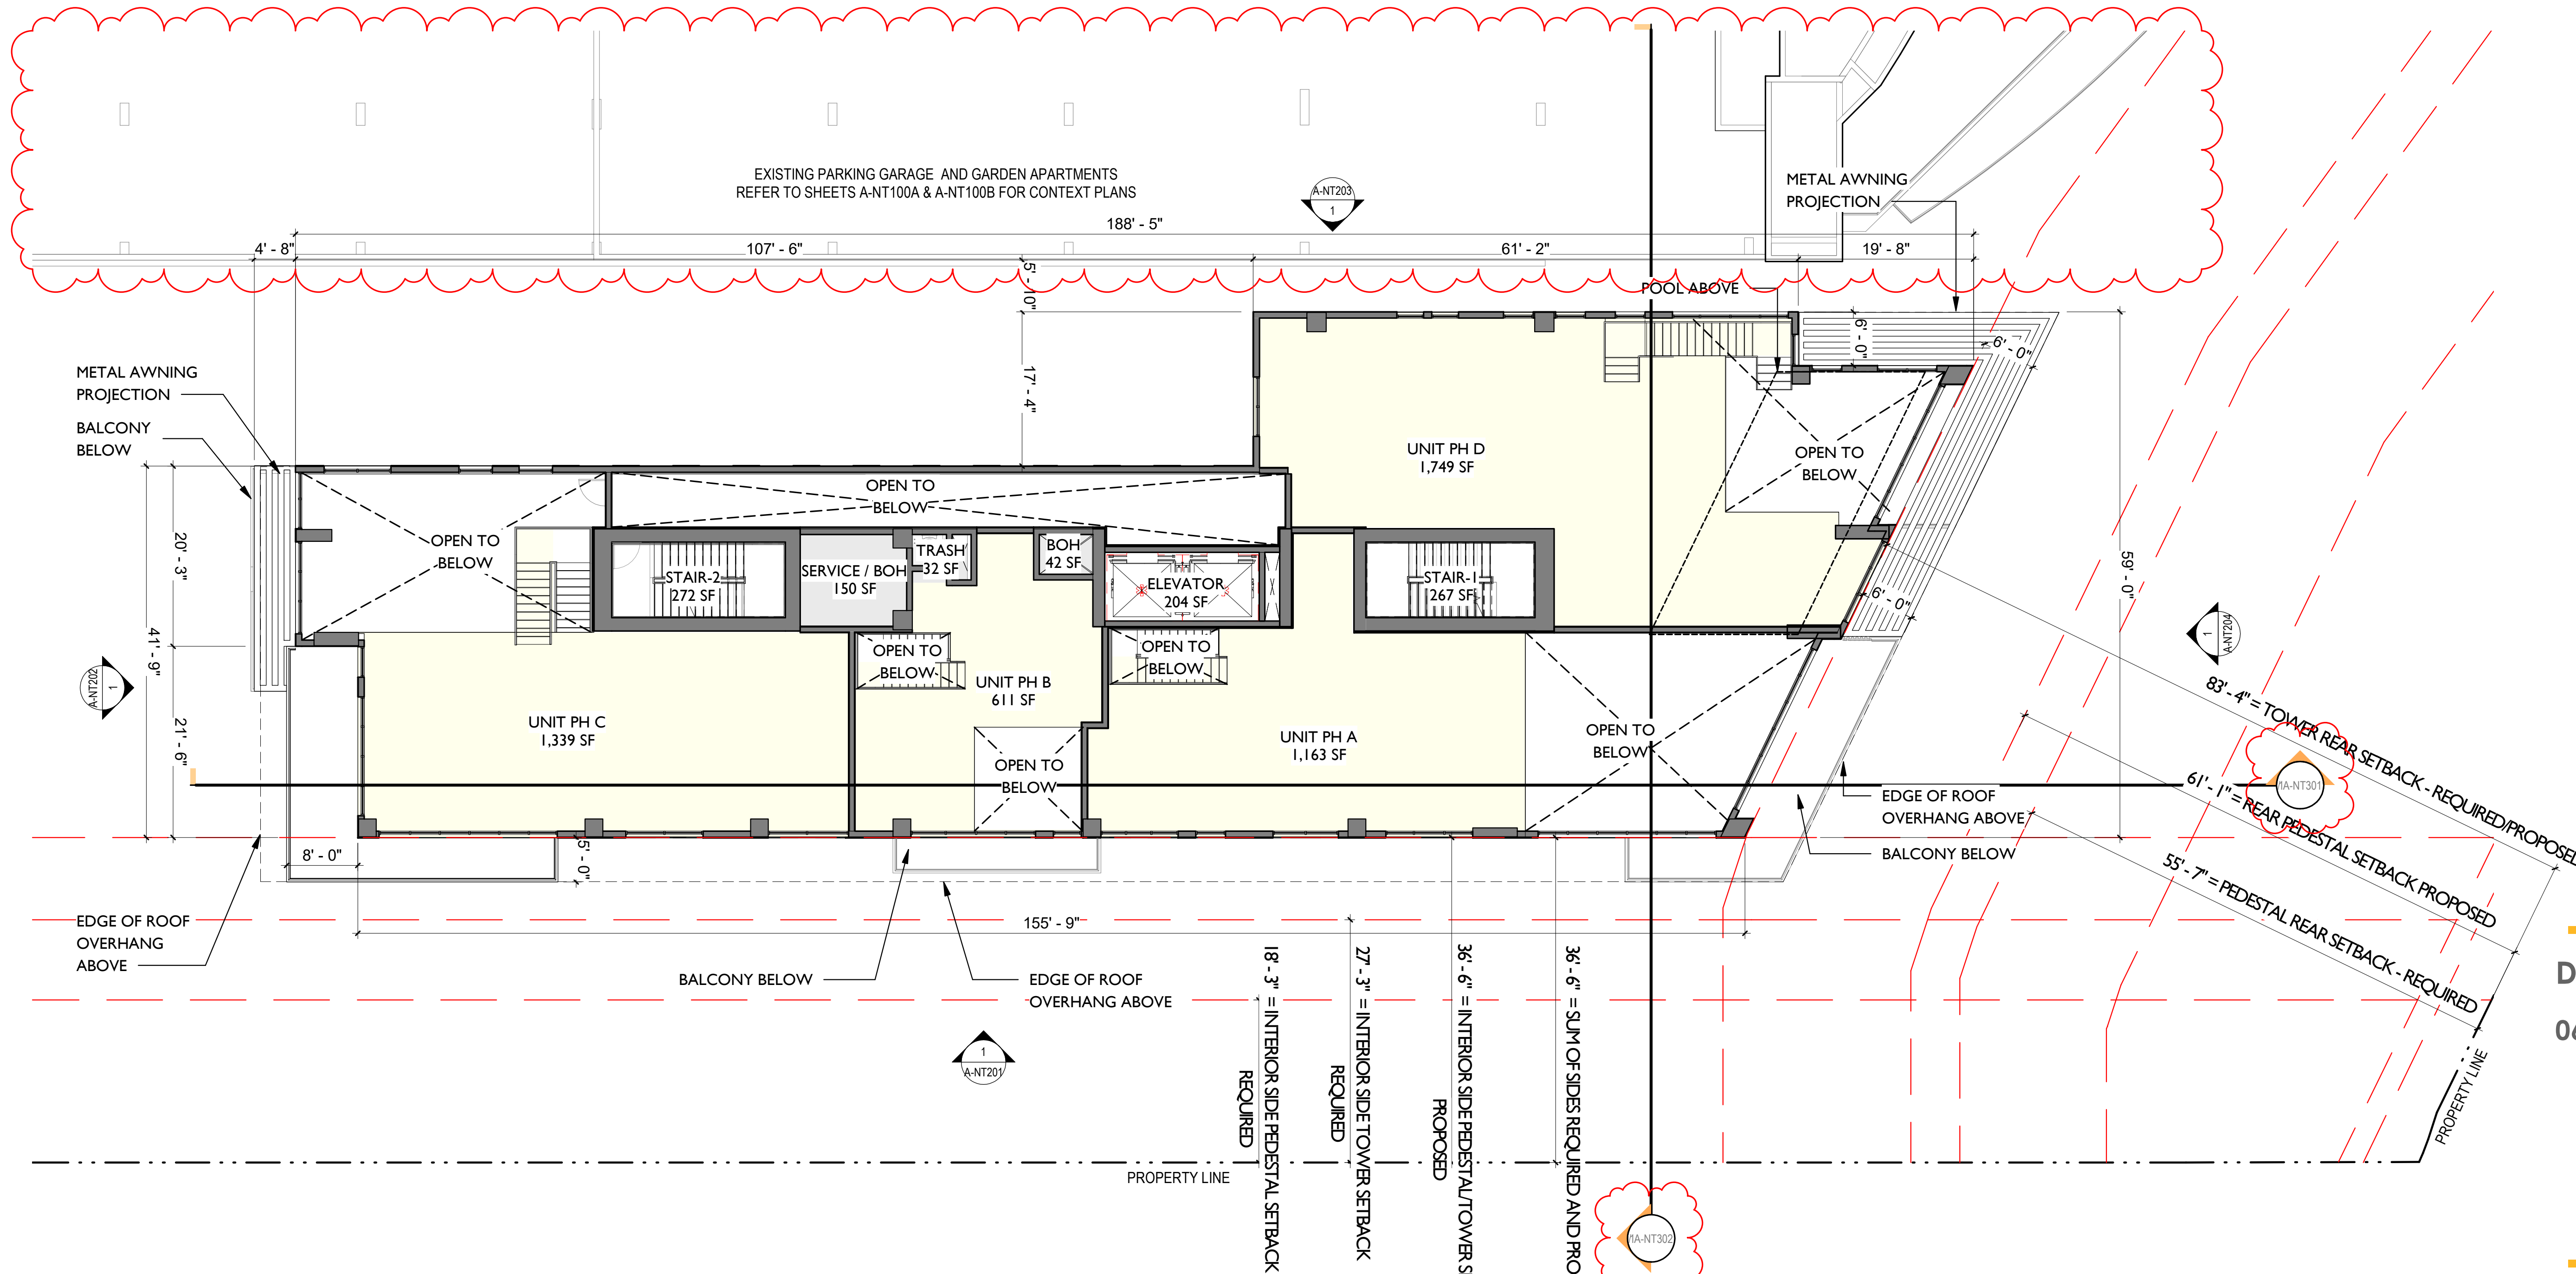 EXISTING PARKING GARAGE AND GARDEN APARTMENTS
REFER TO SHEETS A-NT100A & A-NT100B FOR CONTEXT PLANS
A-NT203
1
METAL AWNING
PROJECTION
188' - 5"
4' - 8"
107' - 6"
61' - 2"
19' - 8"
5' - 10"
POOL ABOVE
6' - 0"
6' - 0"
17' - 4"
METAL AWNING
PROJECTION
BALCONY
BELOW
UNIT PH D
1,749 SF
OPEN TO
BELOW
OPEN TO
BELOW
OPEN TO
BELOW
20' - 3"
41' - 9"
21' - 6"
59' - 0"
STAIR-2
272 SF
SERVICE / BOH
150 SF
TRASH
32 SF
BOH
42 SF
ELEVATOR
204 SF
STAIR-1
267 SF
6' - 0"
A-NT204
1
A-NT202
1
OPEN TO
BELOW
OPEN TO
BELOW
UNIT PH B
611 SF
UNIT PH C
1,339 SF
UNIT PH A
1,163 SF
OPEN TO
BELOW
OPEN TO
BELOW
83' - 4" = TOWER REAR SETBACK - REQUIRED/PROPOSED
61' - 1" = REAR PEDESTAL SETBACK PROPOSED
55' - 7" = PEDESTAL REAR SETBACK - REQUIRED
A-NT301
EDGE OF ROOF
OVERHANG ABOVE
BALCONY BELOW
8' - 0"
5' - 0"
EDGE OF ROOF
OVERHANG
ABOVE
155' - 9"
BALCONY BELOW
EDGE OF ROOF
OVERHANG ABOVE
1
A-NT201
18' - 3" = INTERIOR SIDE PEDESTAL SETBACK
REQUIRED
27' - 3" = INTERIOR SIDE TOWER SETBACK
REQUIRED
36' - 6" = INTERIOR SIDE PEDESTAL/TOWER S
PROPOSED
36' - 6" = SUM OF SIDES REQUIRED AND PRO
D
06
PROPERTY LINE
PROPERTY LINE
A-NT302